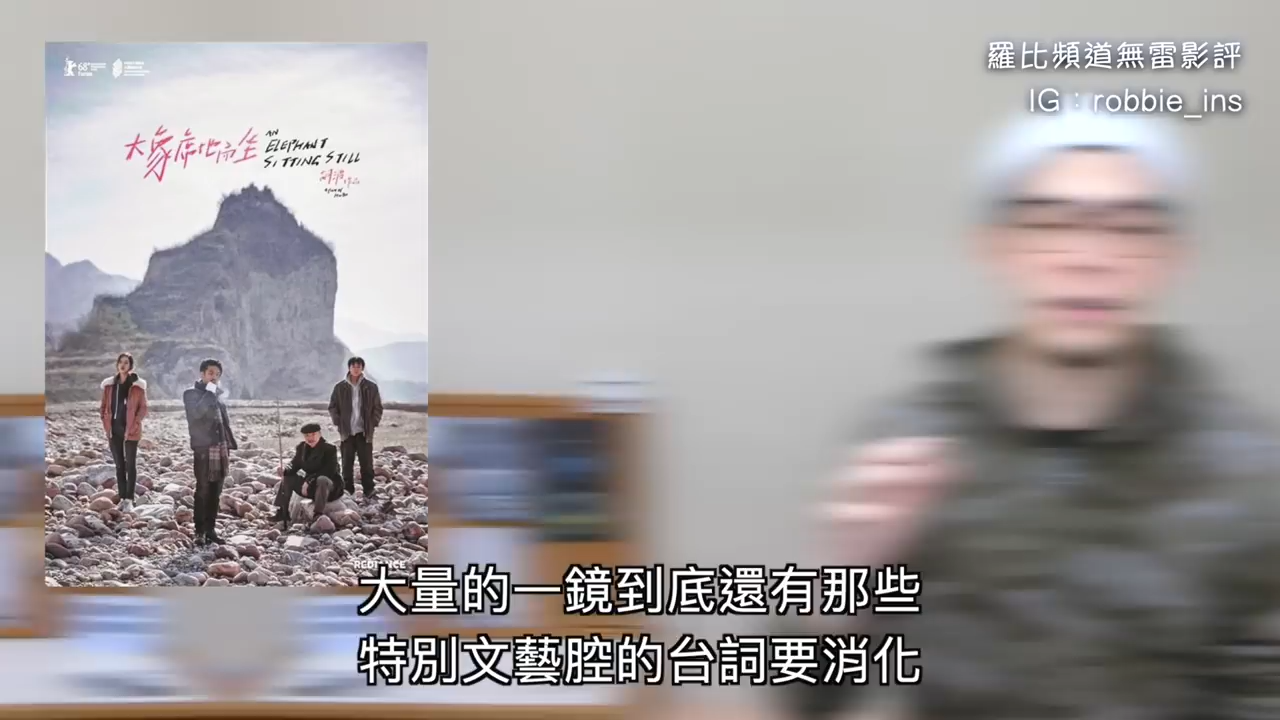 羅比頻道無雷影評
IG：robbie_ins
大象席地而坐
AN
ELEPHANT
SITTING STILL
大量的一鏡到底還有那些
特別文藝腔的台詞要消化